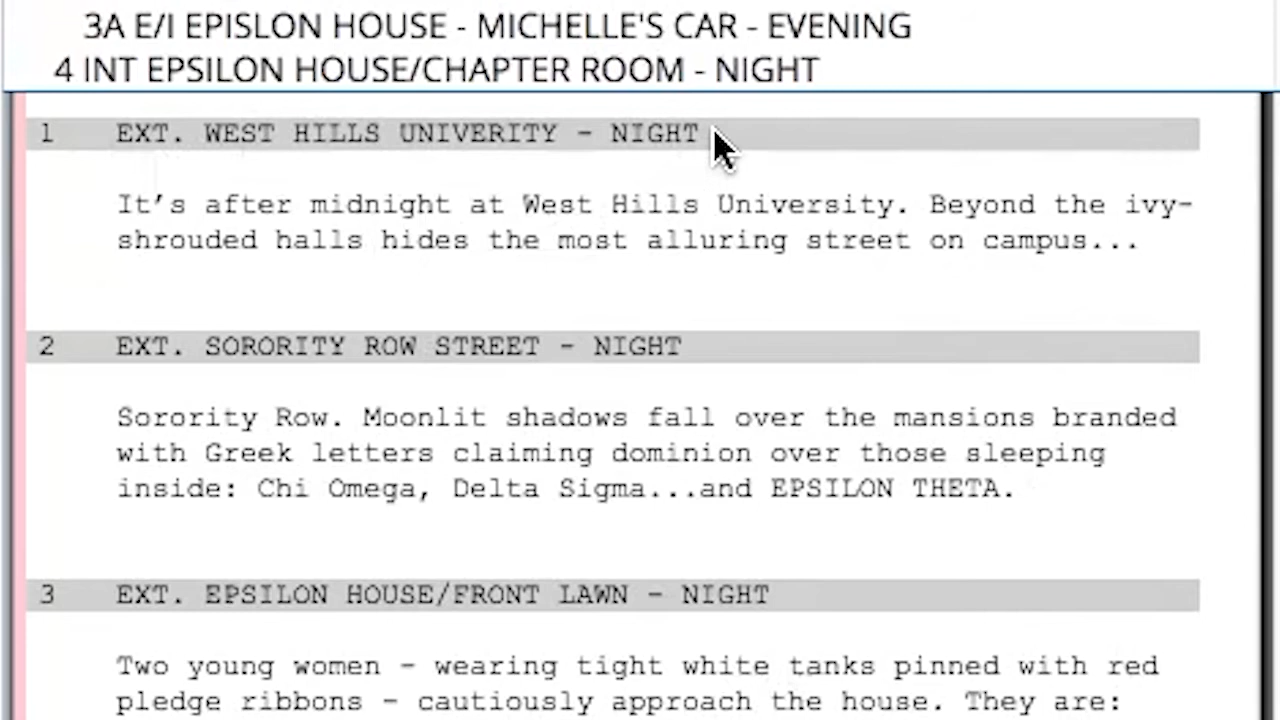 3A E/I EPISLON HOUSE - MICHELLE'S CAR - EVENING
4 INT EPSILON HOUSE/CHAPTER ROOM - NIGHT
1 EXT. WEST HILLS UNIVERITY - NIGHT
It's after midnight at West Hills University. Beyond the ivy-
shrouded halls hides the most alluring street on campus...
2 EXT. SORORITY ROW STREET - NIGHT
Sorority Row. Moonlit shadows fall over the mansions branded
with Greek letters claiming dominion over those sleeping
inside: Chi Omega, Delta Sigma...and EPSILON THETA.
3 EXT. EPSILON HOUSE/FRONT LAWN - NIGHT
Two young women - wearing tight white tanks pinned with red
pledge ribbons - cautiously approach the house. They are: